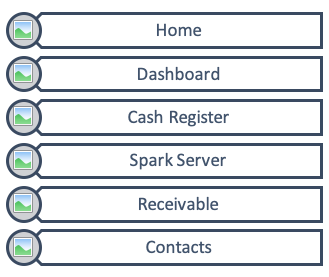 Home
Dashboard
Cash Register
Spark Server
Receivable
Contacts